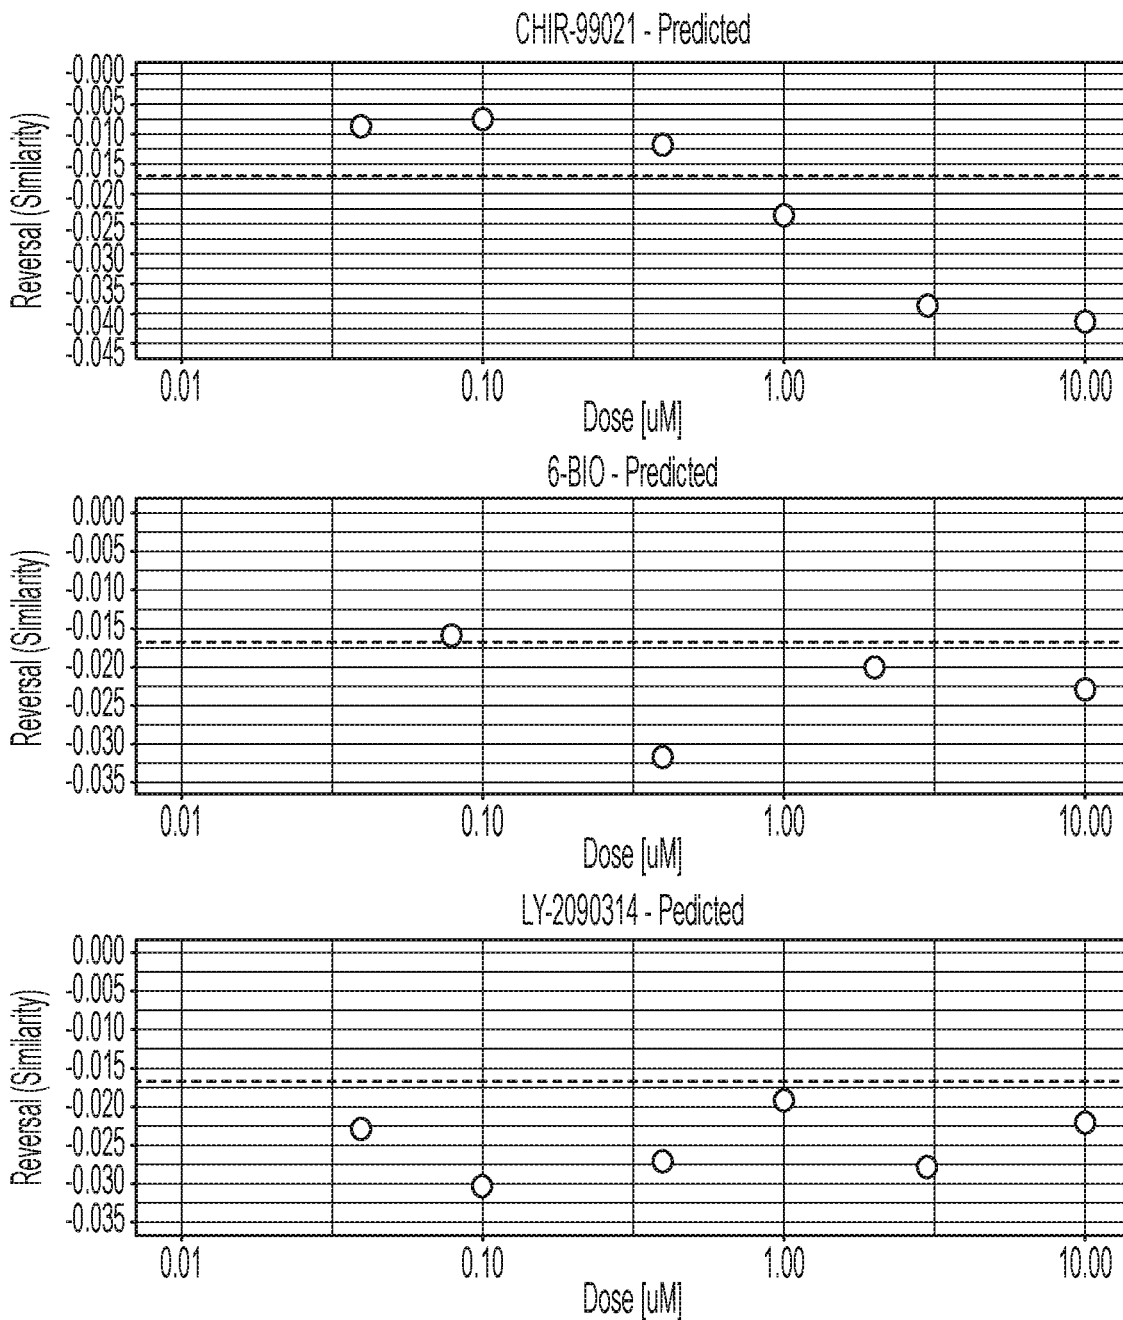 CHIR-99021 - Predicted
Reversal (Similarity)
-0.000
-0.005
-0.010
-0.015
-0.020
-0.025
-0.030
-0.035
-0.040
-0.045
0.01 0.10 1.00 10.00
Dose [uM]
6-BIO - Predicted
Reversal (Similarity)
0.000
-0.005
-0.010
-0.015
-0.020
-0.025
-0.030
-0.035
0.01 0.10 1.00 10.00
Dose [uM]
LY-2090314 - Pedicted
Reversal (Similarity)
0.000
-0.005
-0.010
-0.015
-0.020
-0.025
-0.030
-0.035
0.01 0.10 1.00 10.00
Dose [uM]